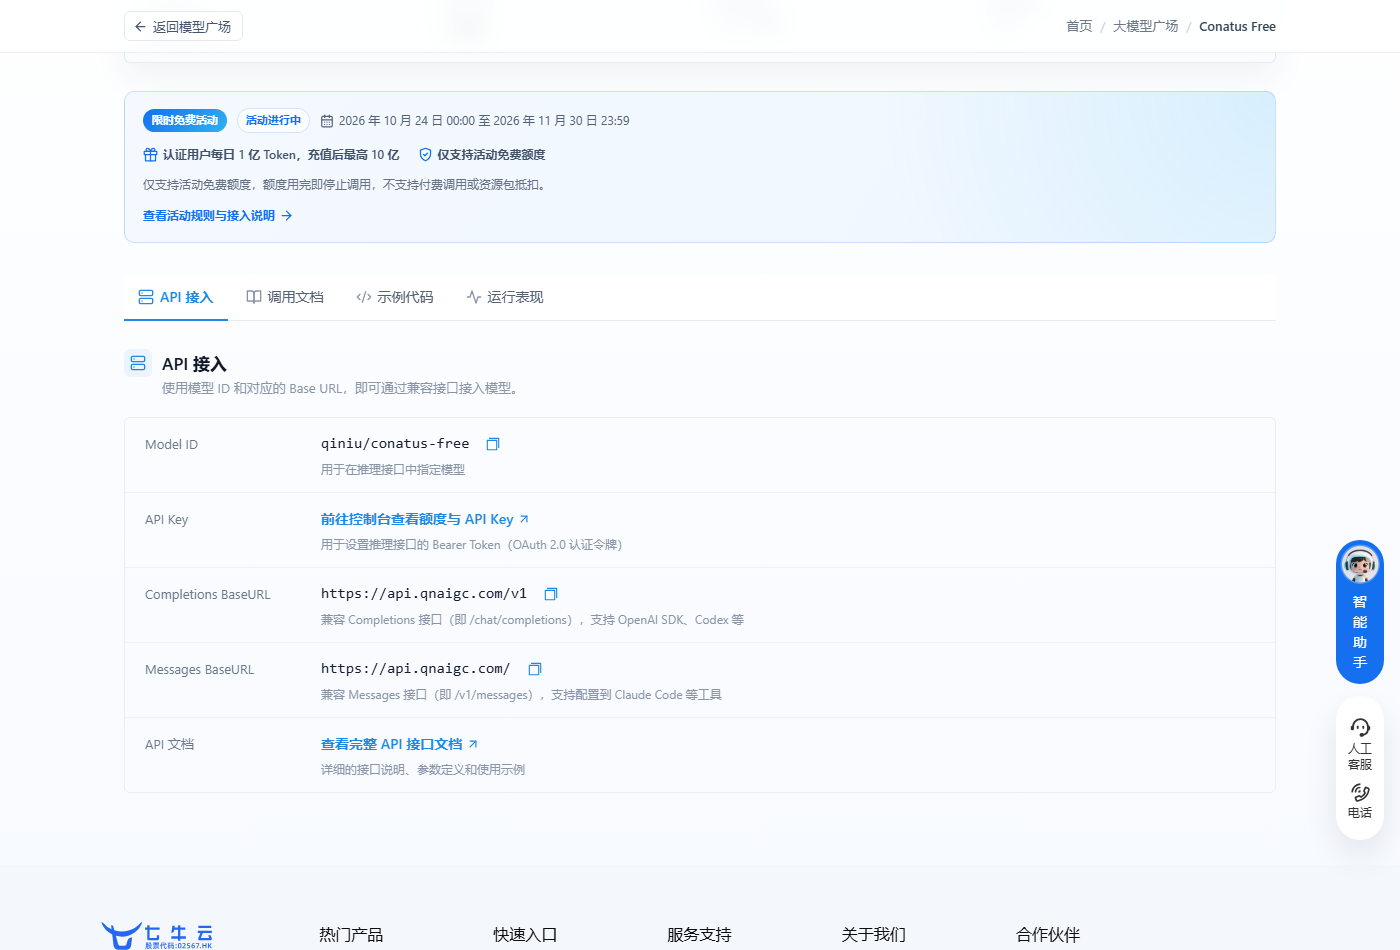 返回模型广场
首页 / 大模型广场 / Conatus Free
限时免费活动 活动进行中 2026 年 10 月 24 日 00:00 至 2026 年 11 月 30 日 23:59
认证用户每日 1 亿 Token，充值后最高 10 亿 仅支持活动免费额度
仅支持活动免费额度，额度用完即停止调用，不支持付费调用或资源包抵扣。
查看活动规则与接入说明
API 接入 调用文档 示例代码 运行表现
API 接入
使用模型 ID 和对应的 Base URL，即可通过兼容接口接入模型。
Model ID qiniu/conatus-free
用于在推理接口中指定模型
API Key 前往控制台查看额度与 API Key
用于设置推理接口的 Bearer Token（OAuth 2.0 认证令牌）
Completions BaseURL https://api.qnaigc.com/v1
兼容 Completions 接口（即 /chat/completions），支持 OpenAI SDK、Codex 等
Messages BaseURL https://api.qnaigc.com/
兼容 Messages 接口（即 /v1/messages），支持配置到 Claude Code 等工具
API 文档 查看完整 API 接口文档
详细的接口说明、参数定义和使用示例
智能助手
人工
客服
电话
七牛云
股票代码:02567.HK
热门产品 快速入口 服务支持 关于我们 合作伙伴